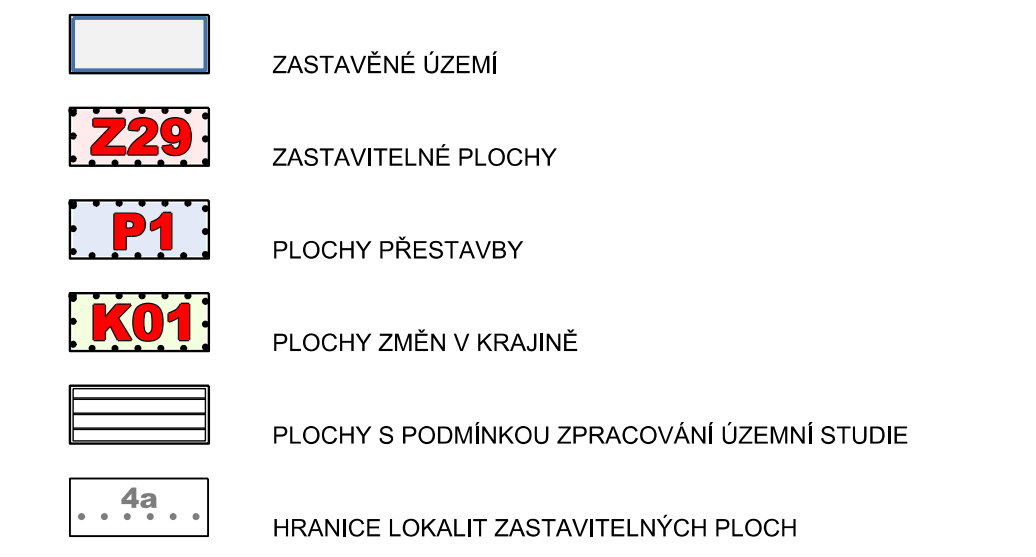 ZASTAVĚNÉ ÚZEMÍ
Z29 ZASTAVITELNÉ PLOCHY
P1 PLOCHY PŘESTAVBY
K01 PLOCHY ZMĚN V KRAJINĚ
PLOCHY S PODMÍNKOU ZPRACOVÁNÍ ÚZEMNÍ STUDIE
4a HRANICE LOKALIT ZASTAVITELNÝCH PLOCH